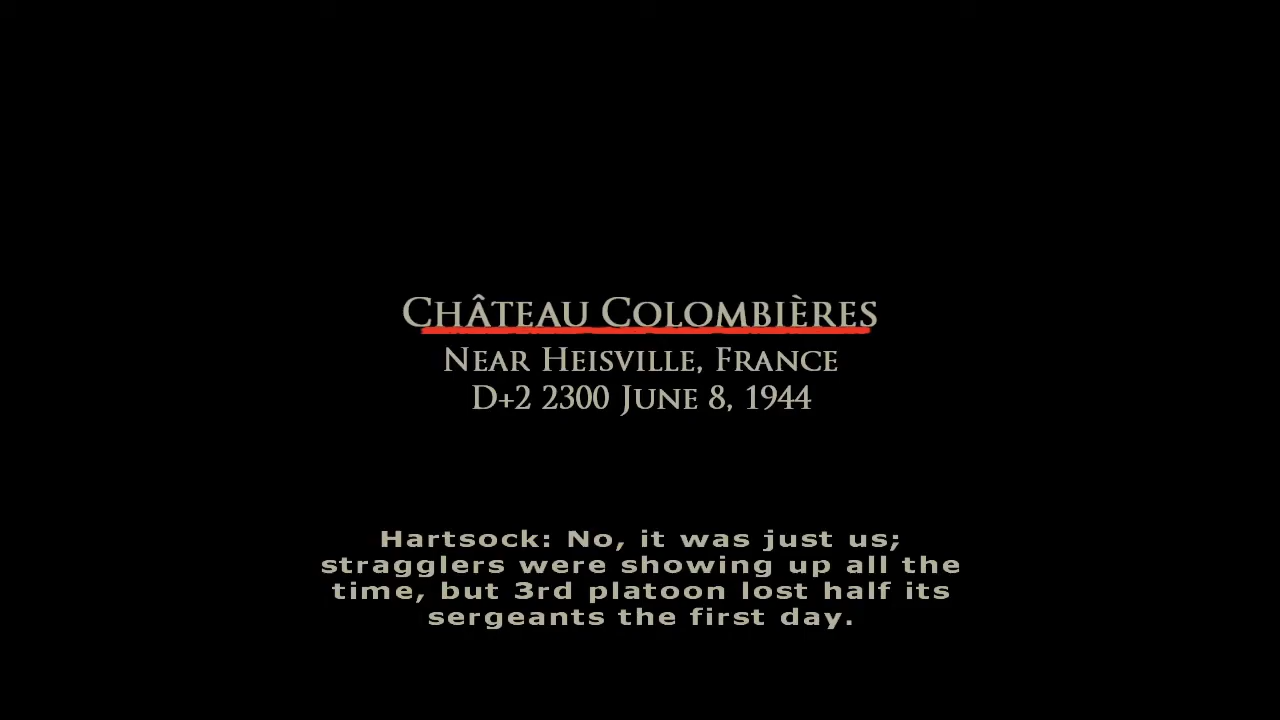 Château Colombières
Near Heisville, France
D+2 2300 June 8, 1944
Hartsock: No, it was just us;
stragglers were showing up all the
time, but 3rd platoon lost half its
sergeants the first day.